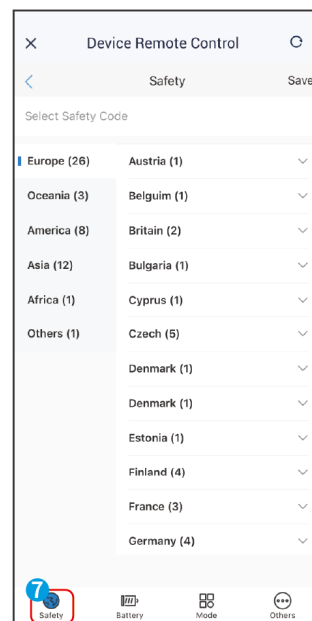 Device Remote Control
Safety
Save
Select Safety Code
Europe (26)
Oceania (3)
America (8)
Asia (12)
Africa (1)
Others (1)
Austria (1)
Belguim (1)
Britain (2)
Bulgaria (1)
Cyprus (1)
Czech (5)
Denmark (1)
Denmark (1)
Estonia (1)
Finland (4)
France (3)
Germany (4)
7
Safety
Battery
Mode
Others